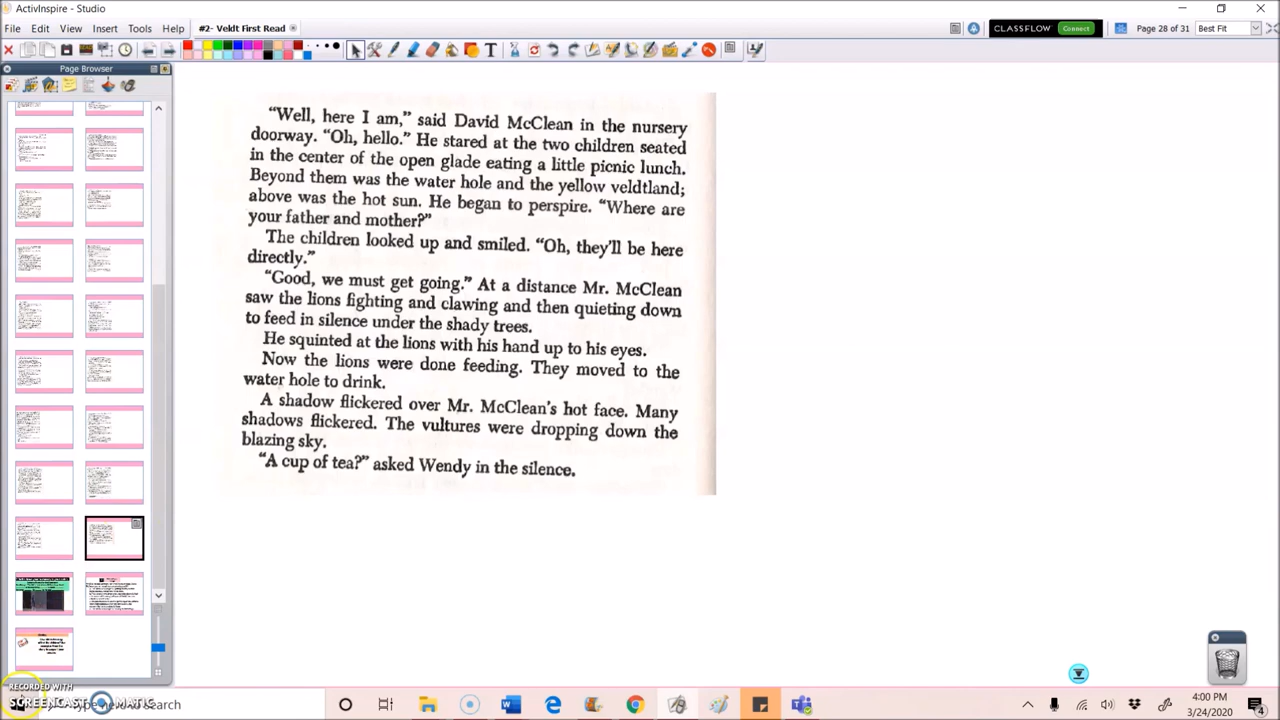 ActivInspire - Studio
File Edit View Insert Tools Help #2- Veldt First Read
CLASSFLOW Connect Page 28 of 31 Best Fit
Page Browser
“Well, here I am,” said David McClean in the nursery
doorway. “Oh, hello.” He stared at the two children seated
in the center of the open glade eating a little picnic lunch.
Beyond them was the water hole and the yellow veldtland;
above was the hot sun. He began to perspire. “Where are
your father and mother?”
The children looked up and smiled. “Oh, they’ll be here
directly.”
“Good, we must get going.” At a distance Mr. McClean
saw the lions fighting and clawing and then quieting down
to feed in silence under the shady trees.
He squinted at the lions with his hand up to his eyes.
Now the lions were done feeding. They moved to the
water hole to drink.
A shadow flickered over Mr. McClean’s hot face. Many
shadows flickered. The vultures were dropping down the
blazing sky.
“A cup of tea?” asked Wendy in the silence.
RECORDED WITH
SCREENCAST MATIC
to search
4:00 PM
3/24/2020
4